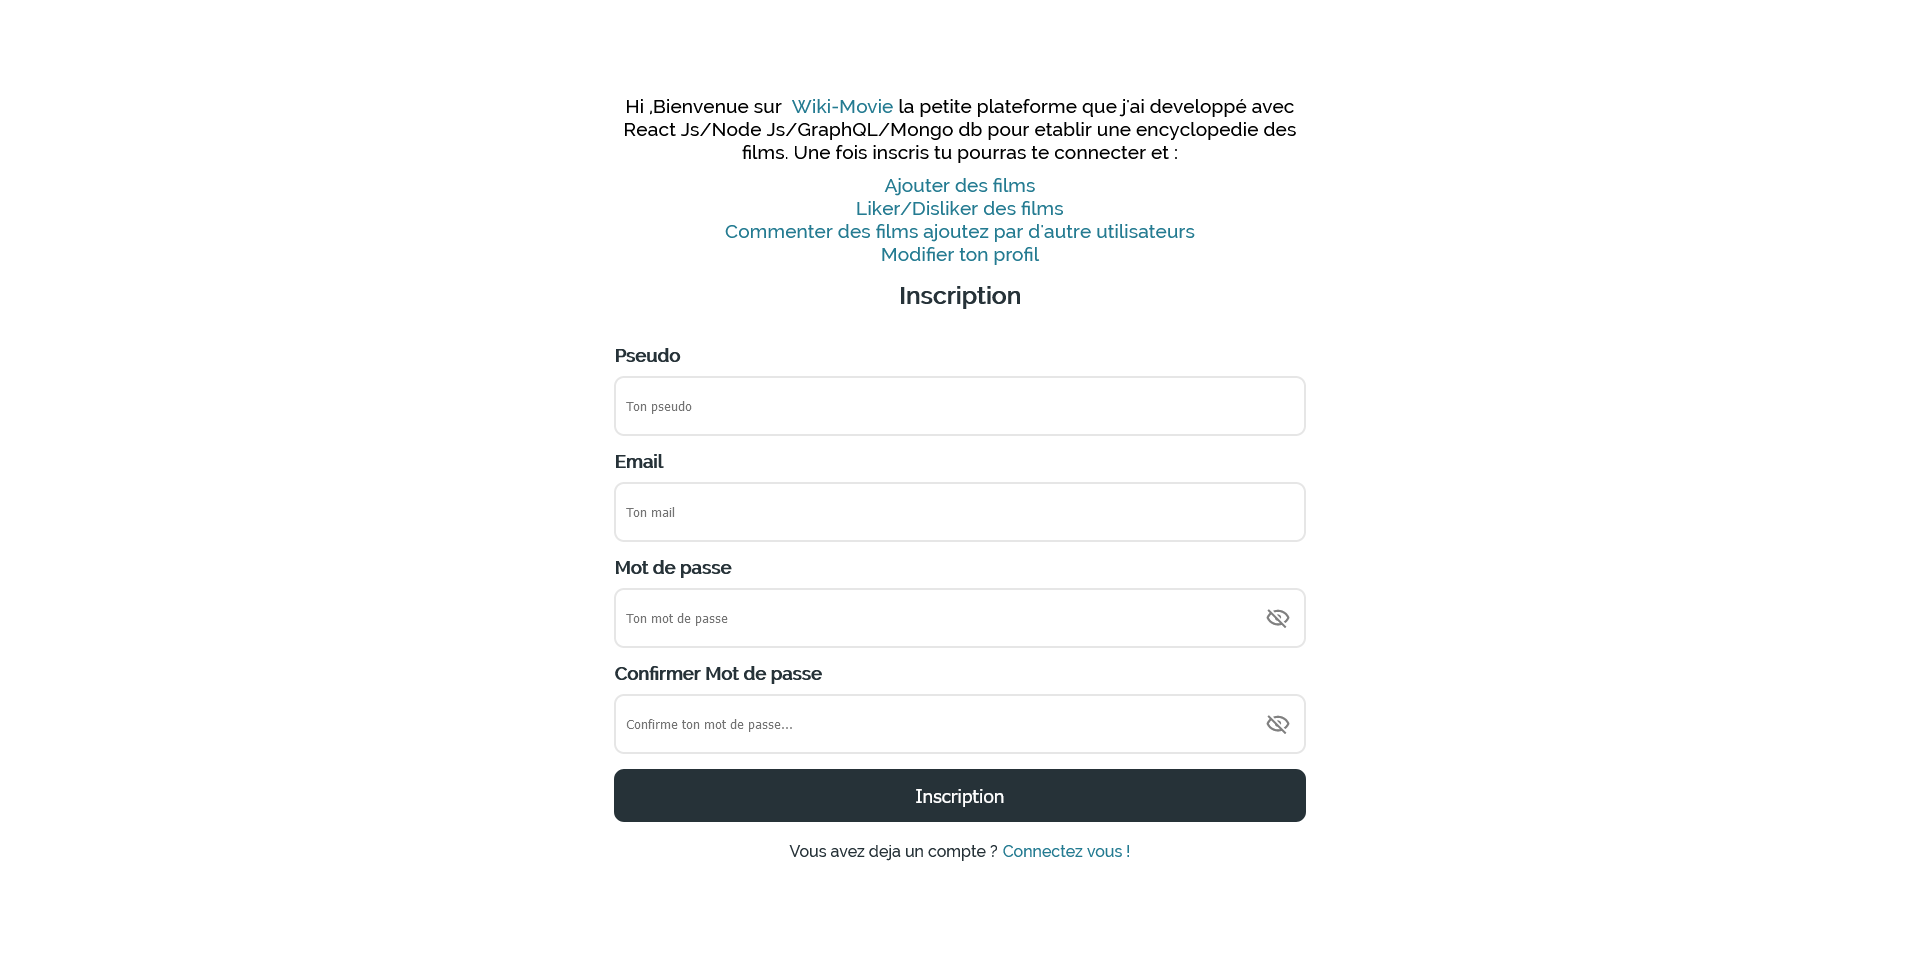 Hi ,Bienvenue sur  Wiki-Movie la petite plateforme que j'ai developpé avec
React Js/Node Js/GraphQL/Mongo db pour etablir une encyclopedie des
films. Une fois inscris tu pourras te connecter et :
Ajouter des films
Liker/Disliker des films
Commenter des films ajoutez par d'autre utilisateurs
Modifier ton profil
Inscription
Pseudo
Ton pseudo
Email
Ton mail
Mot de passe
Ton mot de passe
Confirmer Mot de passe
Confirme ton mot de passe...
Inscription
Vous avez deja un compte ? Connectez vous !